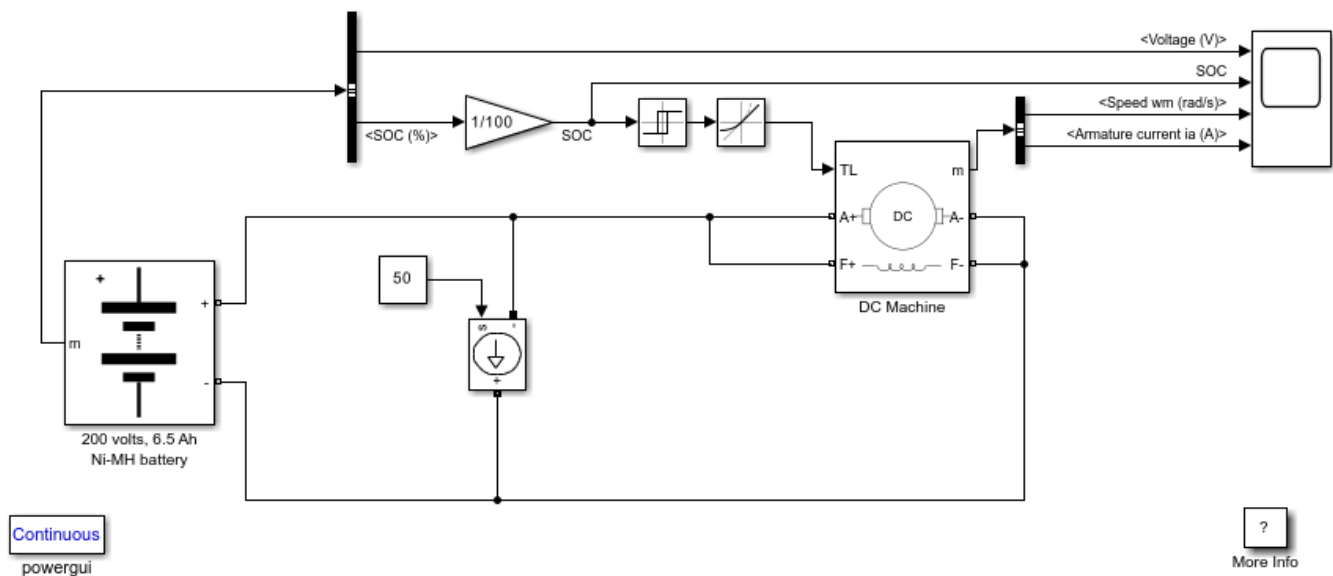 <Voltage (V)>
SOC
<Speed wm (rad/s)>
<Armature current ia (A)>
<SOC (%)>
1/100
SOC
TL
m
A+
DC
A-
F+
F-
DC Machine
50
s
-
+
+
+
m
-
200 volts, 6.5 Ah
Ni-MH battery
Continuous
powergui
?
More Info